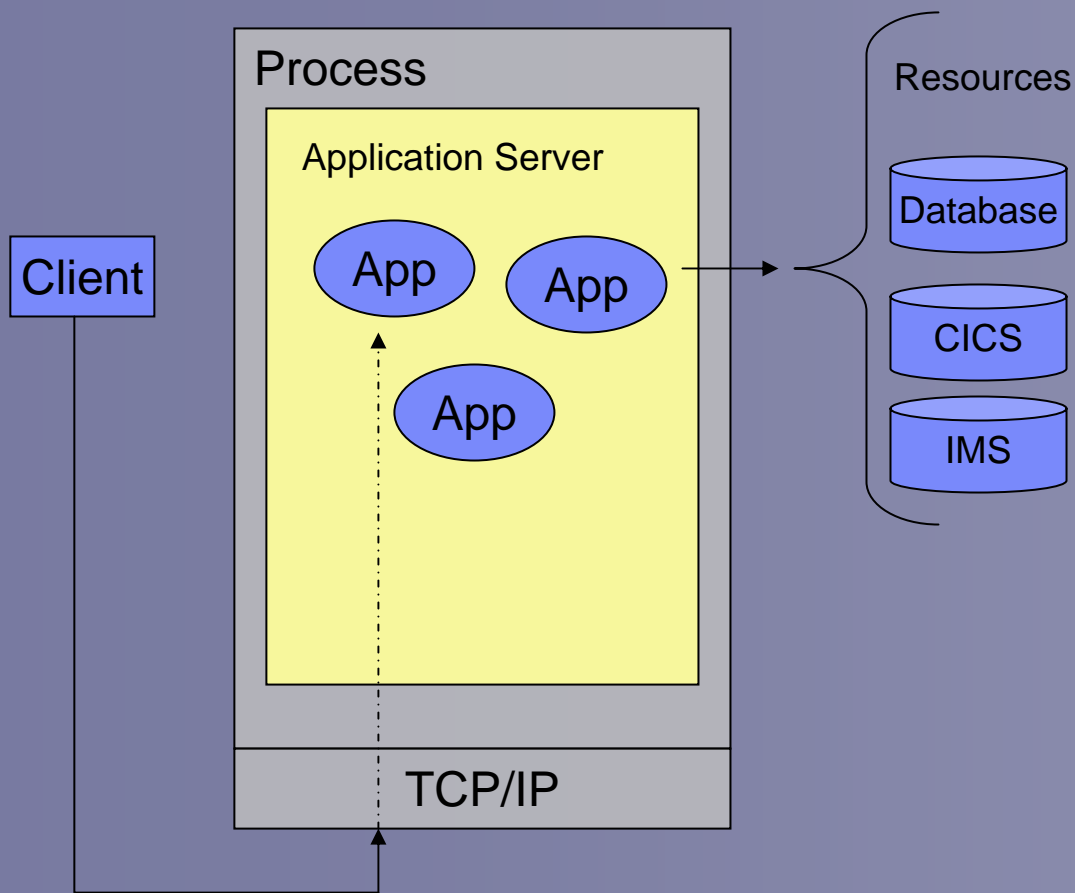 Process
Resources
Application Server
Database
Client
App
App
CICS
App
IMS
TCP/IP